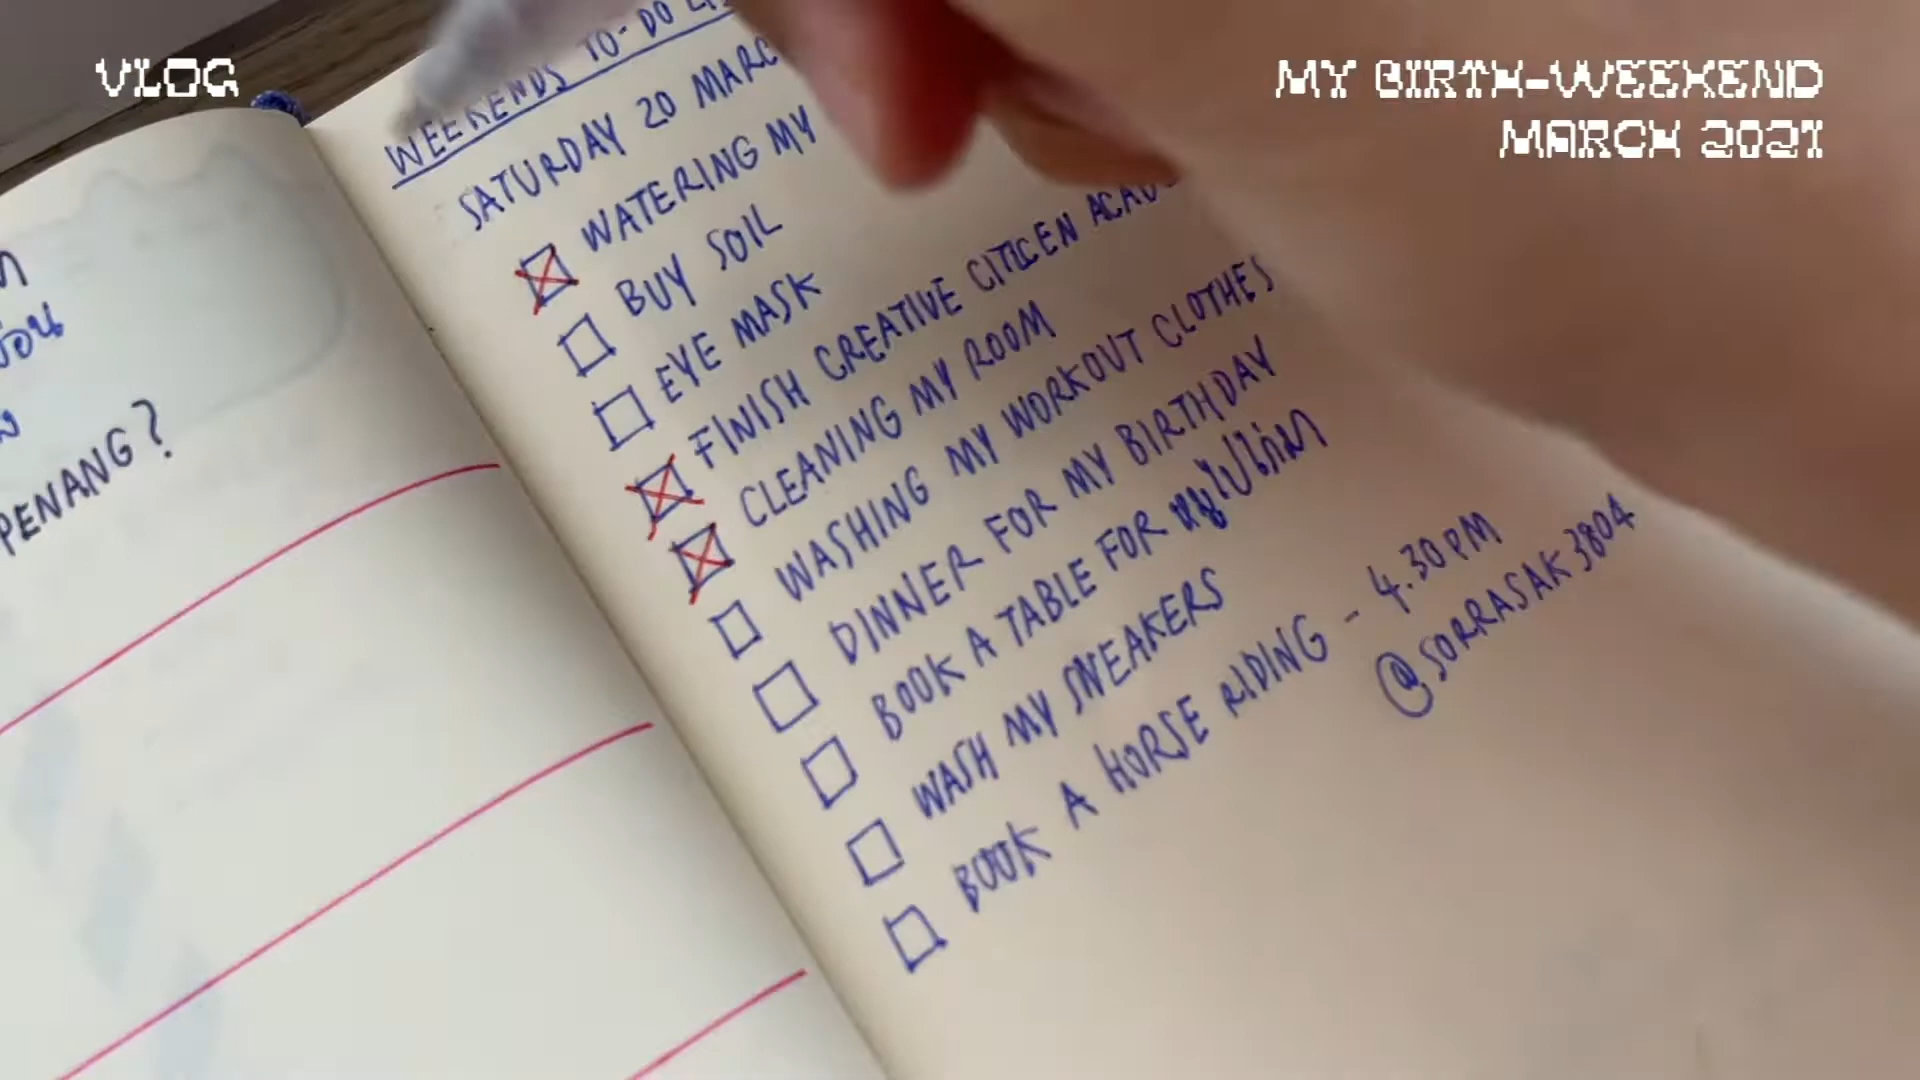 VLOG
MY BIRTH-WEEKEND
MARCH 2021
PENANG?
WEEKENDS TO-DO
SATURDAY 20
WATERING MY
BUY SOIL
EYE MASK
FINISH CREATIVE CITICEN
CLEANING MY ROOM
WASHING MY WORKOUT CLOTHES
DINNER FOR MY BIRTHDAY
BOOK A TABLE FOR
WASH MY SNEAKERS
BOOK A HORSE RIDING - 4.30 PM
@SORRASAK3804